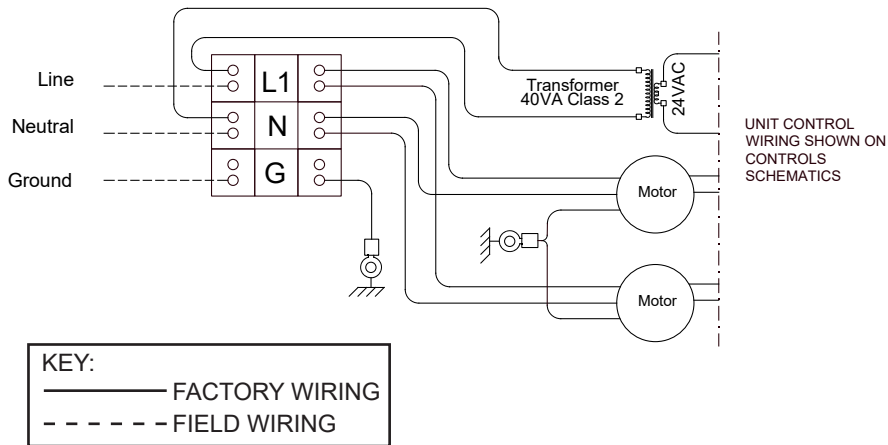 Line
Neutral
Ground
L1
N
G
Transformer
40VA Class 2
24VAC
UNIT CONTROL
WIRING SHOWN ON
CONTROLS
SCHEMATICS
Motor
Motor
KEY:
FACTORY WIRING
FIELD WIRING